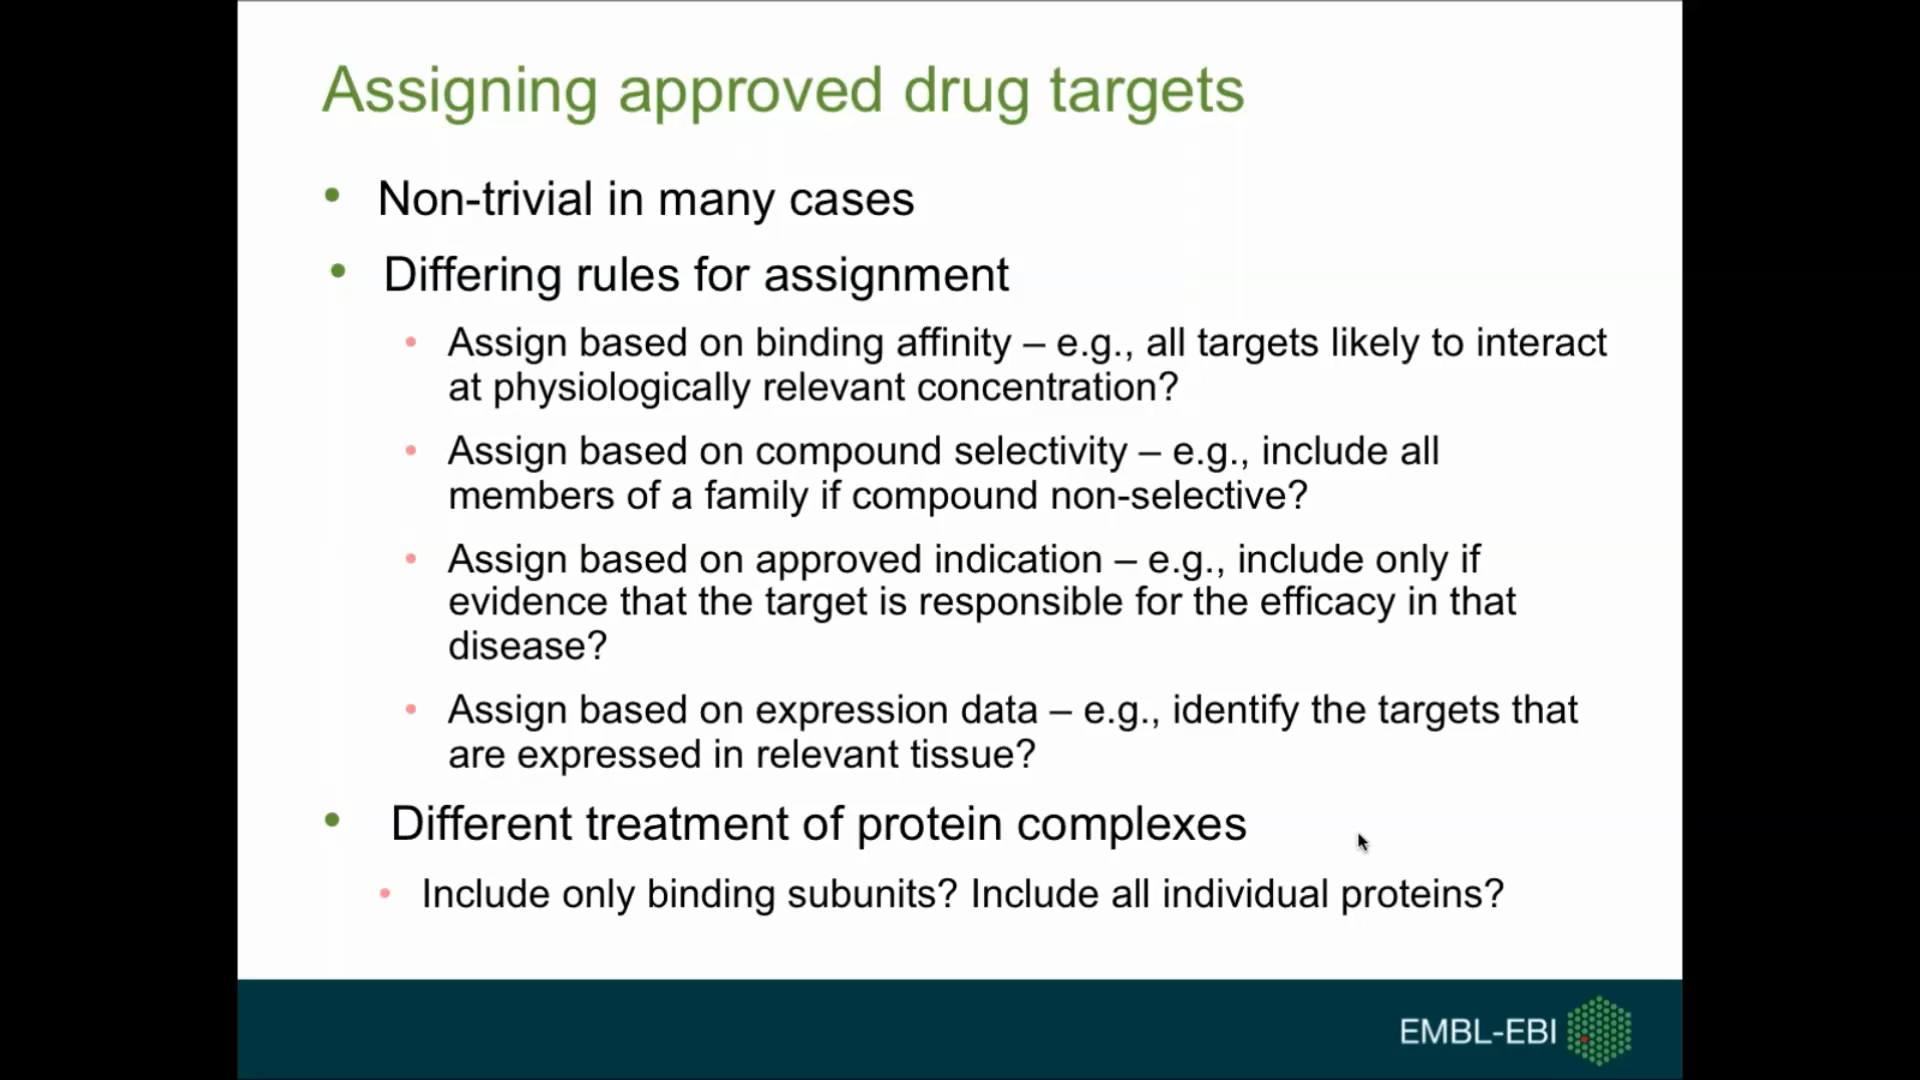 Assigning approved drug targets
• Non-trivial in many cases
• Differing rules for assignment
• Assign based on binding affinity – e.g., all targets likely to interact
at physiologically relevant concentration?
• Assign based on compound selectivity – e.g., include all
members of a family if compound non-selective?
• Assign based on approved indication – e.g., include only if
evidence that the target is responsible for the efficacy in that
disease?
• Assign based on expression data – e.g., identify the targets that
are expressed in relevant tissue?
• Different treatment of protein complexes
• Include only binding subunits? Include all individual proteins?
EMBL-EBI